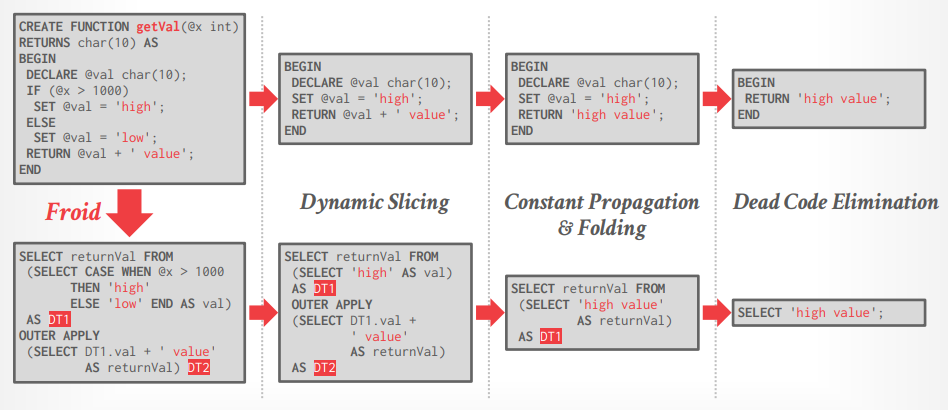 CREATE FUNCTION getVal(@x int)
RETURNS char(10) AS
BEGIN
DECLARE @val char(10);
IF (@x > 1000)
SET @val = 'high';
ELSE
SET @val = 'low';
RETURN @val + ' value';
END
BEGIN
DECLARE @val char(10);
SET @val = 'high';
RETURN @val + ' value';
END
BEGIN
DECLARE @val char(10);
SET @val = 'high';
RETURN 'high value';
END
BEGIN
RETURN 'high value';
END
Froid
Dynamic Slicing
Constant Propagation
& Folding
Dead Code Elimination
SELECT returnVal FROM
(SELECT CASE WHEN @x > 1000
THEN 'high'
ELSE 'low' END AS val)
AS DT1
OUTER APPLY
(SELECT DT1.val + ' value'
AS returnVal) DT2
SELECT returnVal FROM
(SELECT 'high' AS val)
AS DT1
OUTER APPLY
(SELECT DT1.val +
' value'
AS returnVal)
AS DT2
SELECT returnVal FROM
(SELECT 'high value'
AS returnVal)
AS DT1
SELECT 'high value';